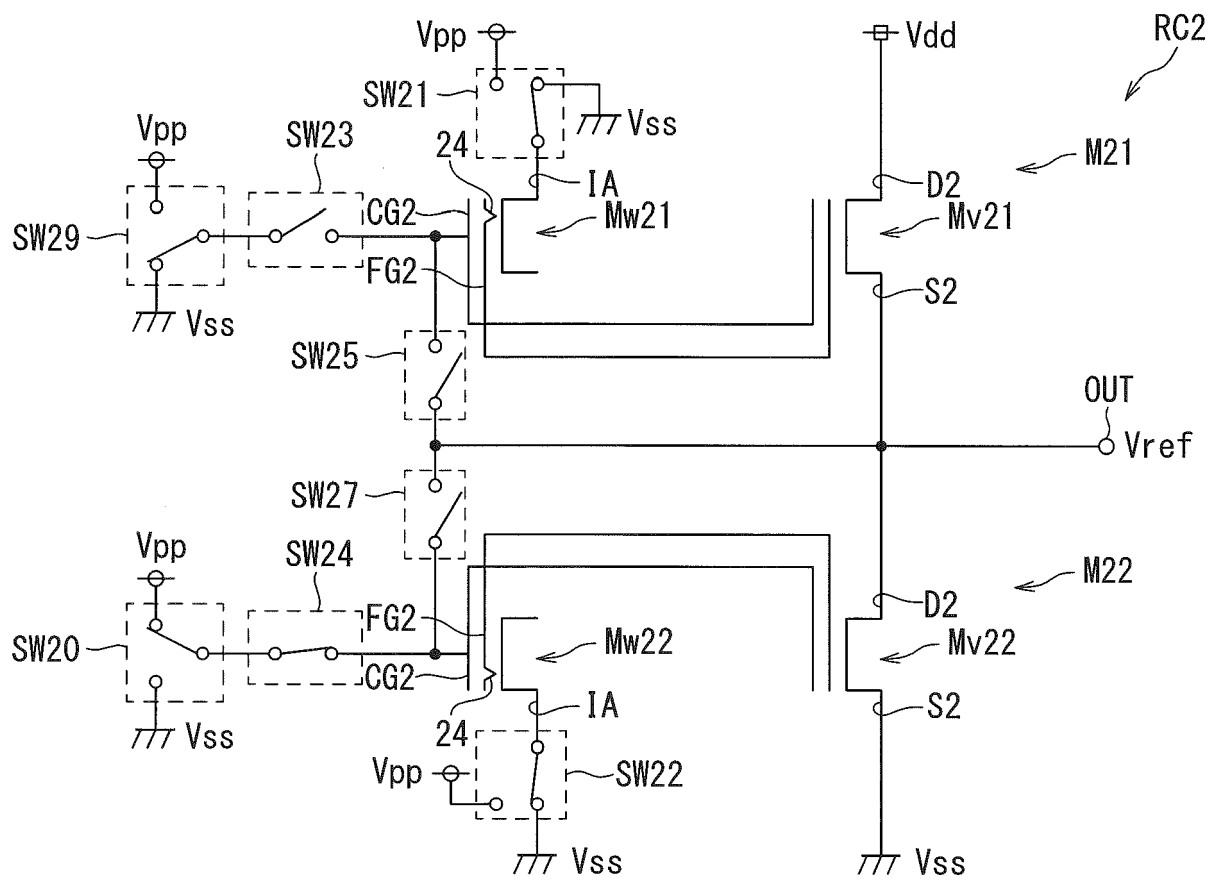 RC2
Vpp
Vdd
SW21
Vss
Vpp
SW23
24
M21
IA
D2
CG2
Mw21
Mv21
SW29
FG2
S2
Vss
SW25
OUT
Vref
SW27
Vpp
SW24
M22
D2
FG2
Mw22
Mv22
SW20
CG2
IA
S2
24
Vss
Vpp
SW22
Vss
Vss